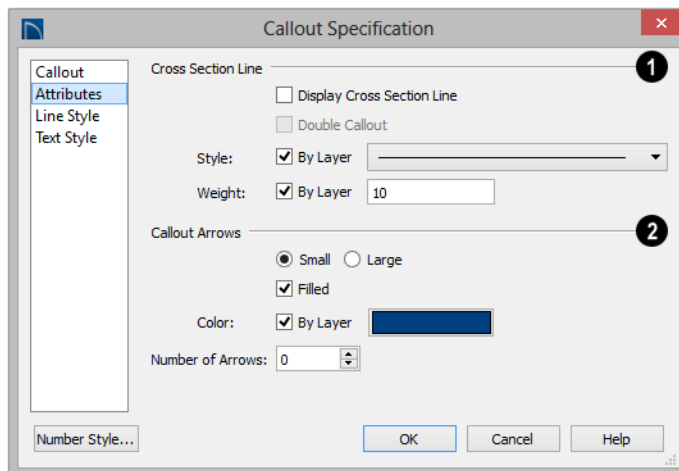 Callout Specification
Callout
Attributes
Line Style
Text Style
Cross Section Line
1
Display Cross Section Line
Double Callout
Style: By Layer
Weight: By Layer 10
Callout Arrows
2
Small Large
Filled
Color: By Layer
Number of Arrows: 0
Number Style... OK Cancel Help